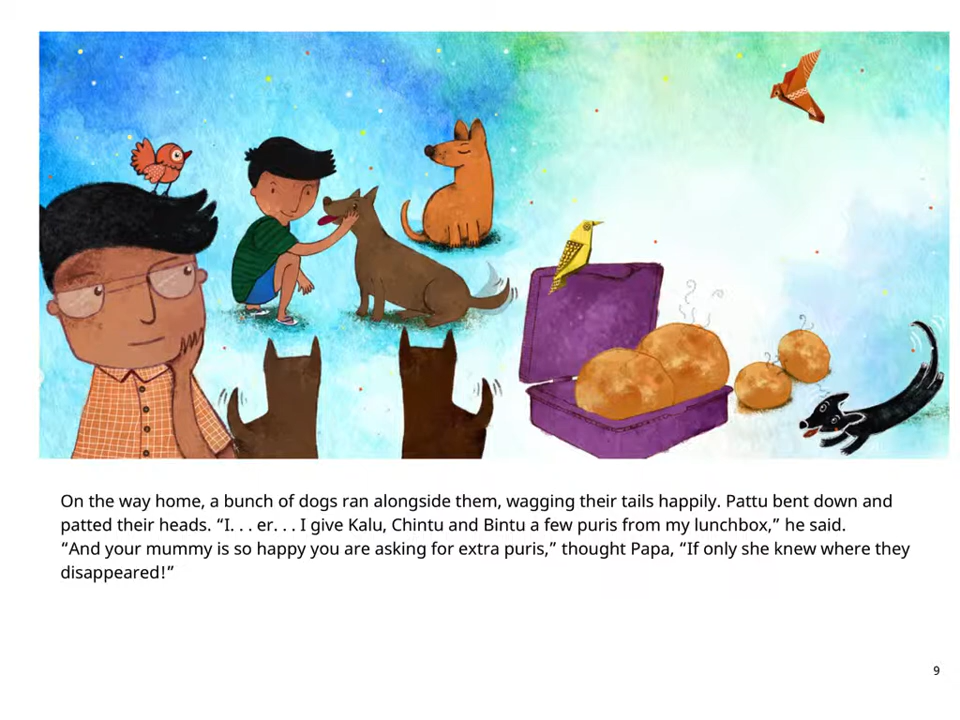 On the way home, a bunch of dogs ran alongside them, wagging their tails happily. Pattu bent down and
patted their heads. “I. . . er. . . I give Kalu, Chintu and Bintu a few puris from my lunchbox,” he said.
“And your mummy is so happy you are asking for extra puris,” thought Papa, “If only she knew where they
disappeared!”
9